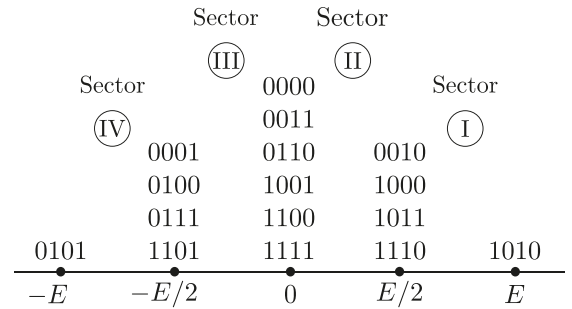 Sector Sector
III II
0000
Sector Sector
0011
IV I
0001 0110 0010
0100 1001 1000
0111 1100 1011
0101 1101 1111 1110 1010
−E −E/2 0 E/2 E